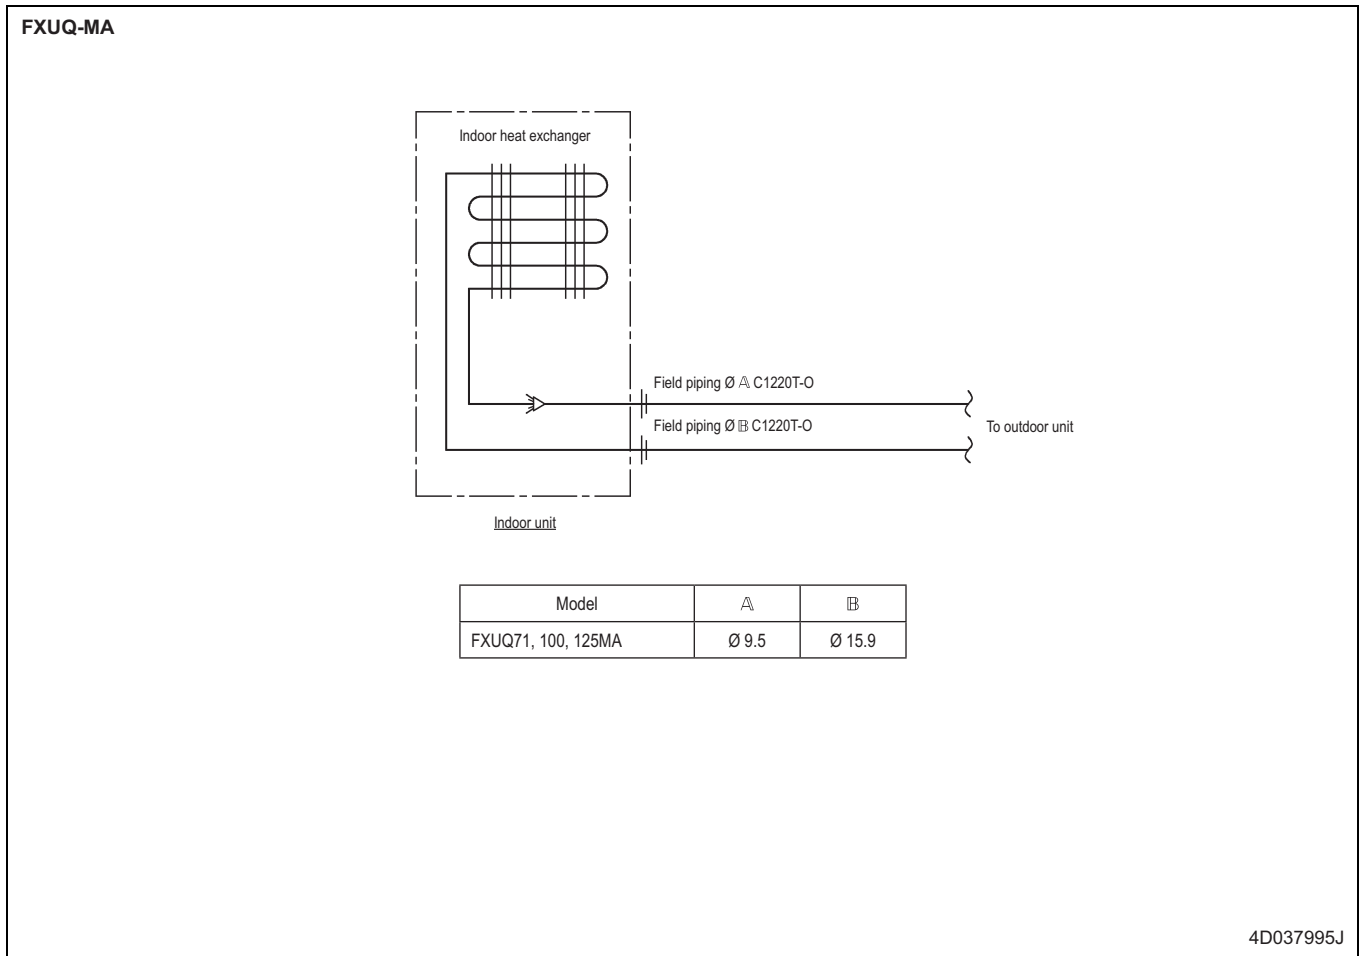 FXUQ-MA
Indoor heat exchanger
Field piping Ø 𝔸 C1220T-O
Field piping Ø 𝔹 C1220T-O
To outdoor unit
Indoor unit
Model 𝔸 𝔹
FXUQ71, 100, 125MA Ø 9.5 Ø 15.9
4D037995J